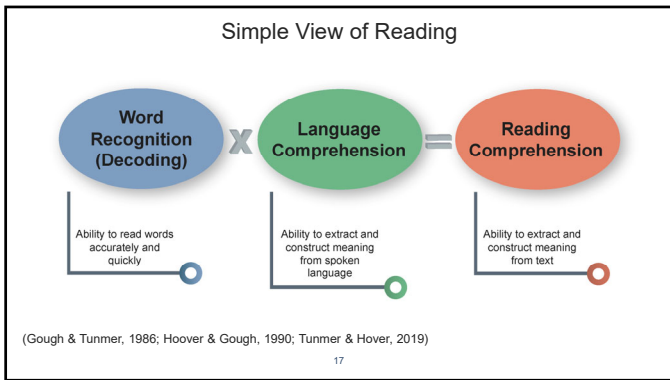 Simple View of Reading
Word
Recognition
(Decoding)
x
Language
Comprehension
=
Reading
Comprehension
Ability to read words
accurately and
quickly
Ability to extract and
construct meaning
from spoken
language
Ability to extract and
construct meaning
from text
(Gough & Tunmer, 1986; Hoover & Gough, 1990; Tunmer & Hover, 2019)
17